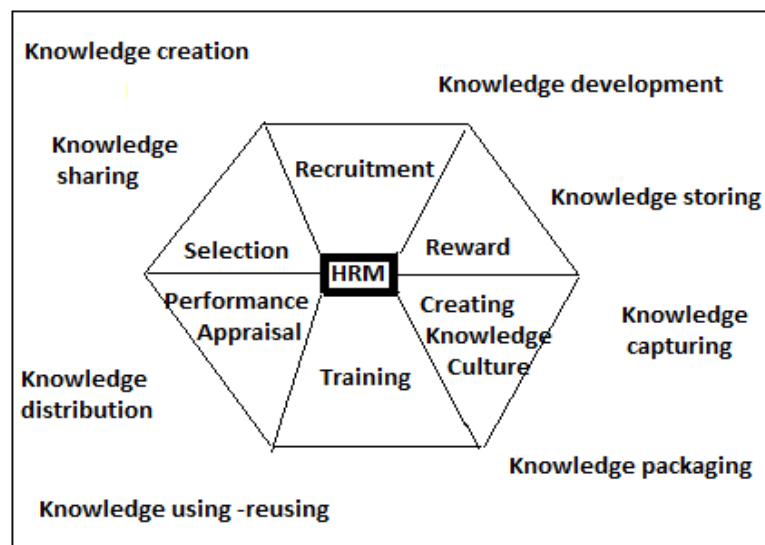 Knowledge creation
Knowledge development
Knowledge
sharing
Recruitment
Knowledge storing
Selection
Reward
HRM
Performance
Appraisal
Creating
Knowledge
Culture
Knowledge
capturing
Training
Knowledge
distribution
Knowledge packaging
Knowledge using -reusing